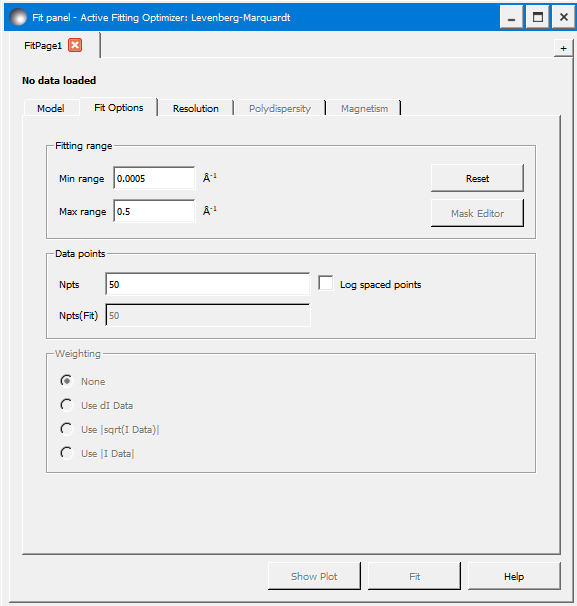 Fit panel - Active Fitting Optimizer: Levenberg-Marquardt
FitPage1
+
No data loaded
Model Fit Options Resolution Polydispersity Magnetism
Fitting range
Min range 0.0005 Å-1 Reset
Max range 0.5 Å-1 Mask Editor
Data points
Npts 50 Log spaced points
Npts(Fit) 50
Weighting
None
Use dI Data
Use |sqrt(I Data)|
Use |I Data|
Show Plot Fit Help